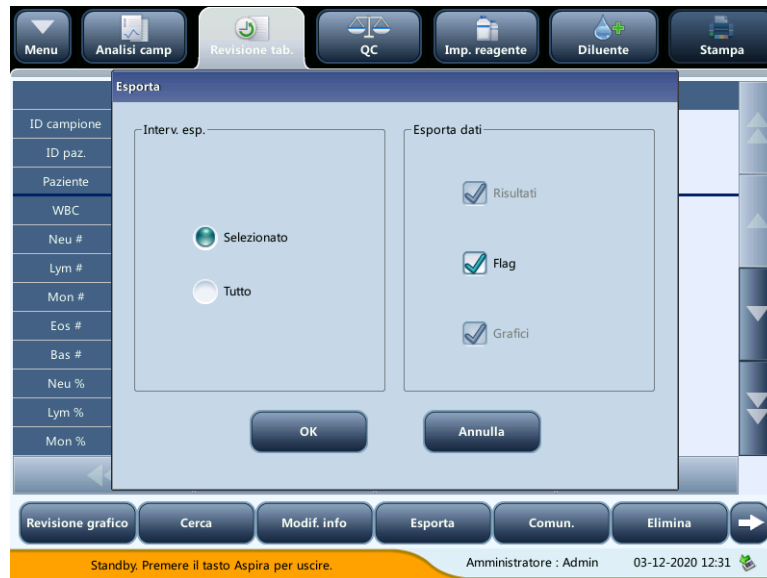 Menu
Analisi camp
Revisione tab.
QC
Imp. reagente
Diluente
Stampa
Esporta
ID campione
ID paz.
Paziente
WBC
Neu #
Lym #
Mon #
Eos #
Bas #
Neu %
Lym %
Mon %
Interv. esp.
Selezionato
Tutto
Esporta dati
Risultati
Flag
Grafici
OK
Annulla
Revisione grafico
Cerca
Modif. info
Esporta
Comun.
Elimina
Standby. Premere il tasto Aspira per uscire.
Amministratore : Admin
03-12-2020 12:31